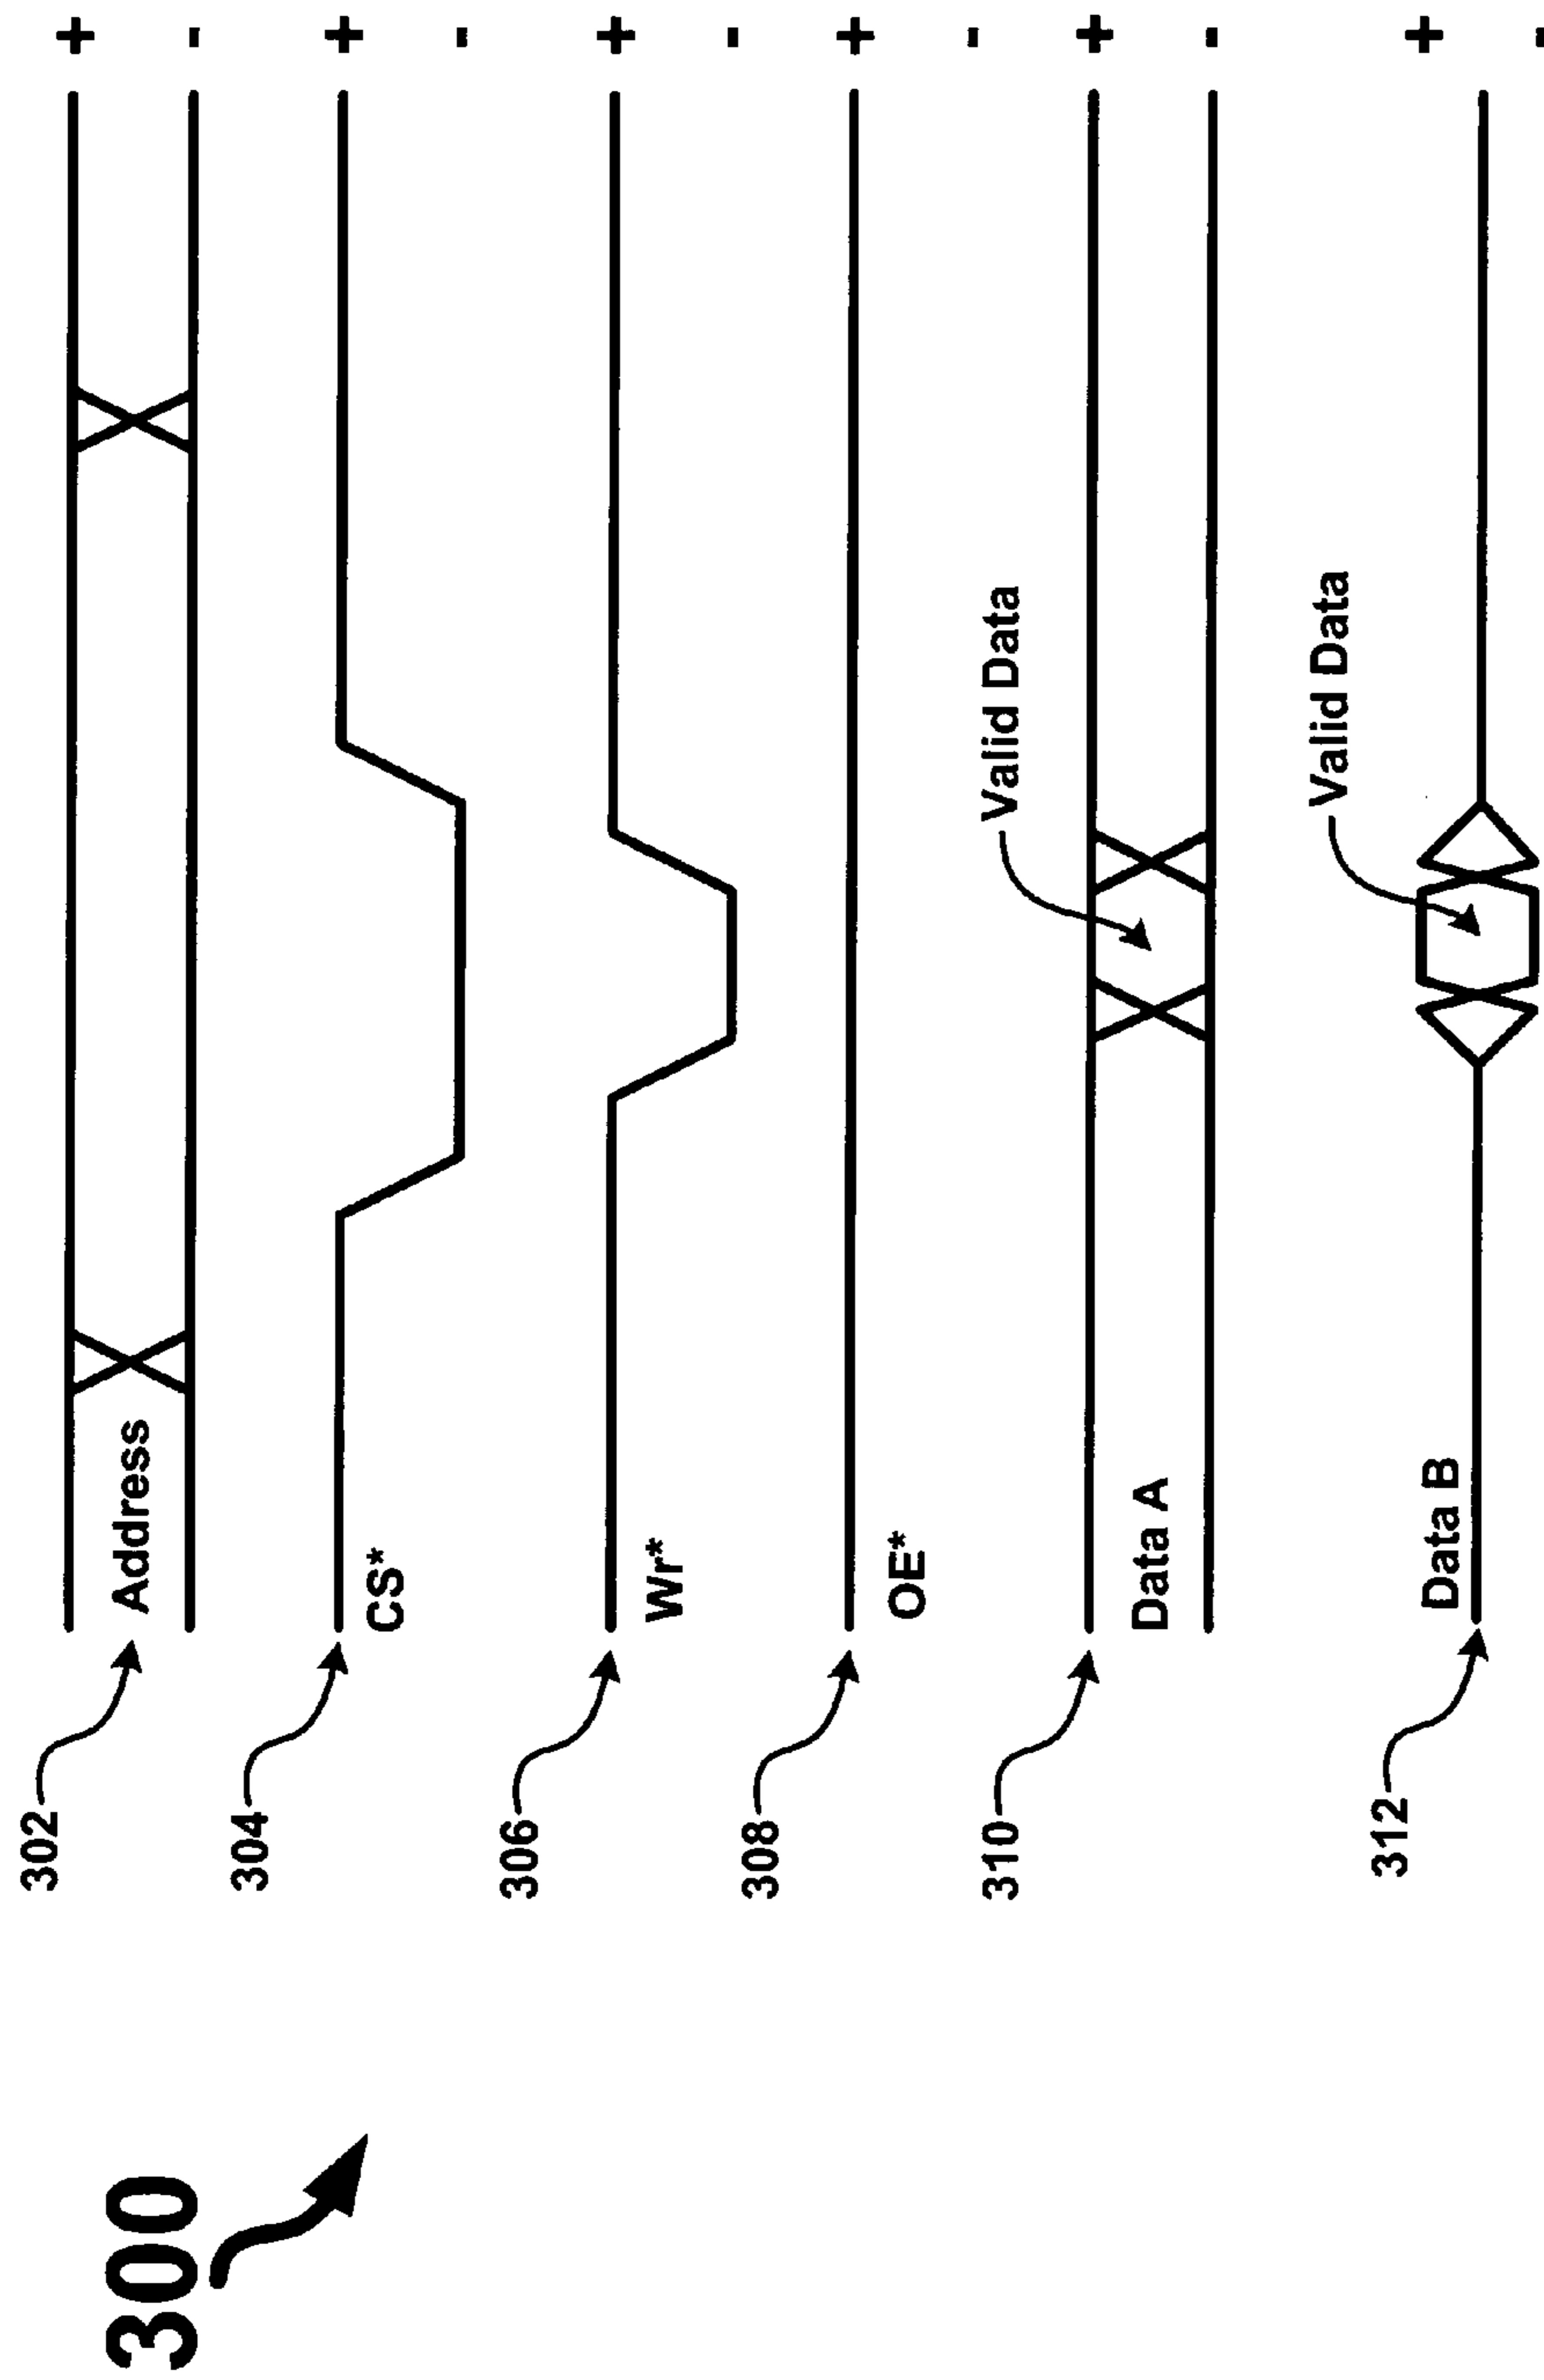 300
302
Address
+
-
304
CS*
+
-
306
Wr*
+
-
308
OE*
+
-
310
Data A
Valid Data
+
-
312
Data B
Valid Data
+
-